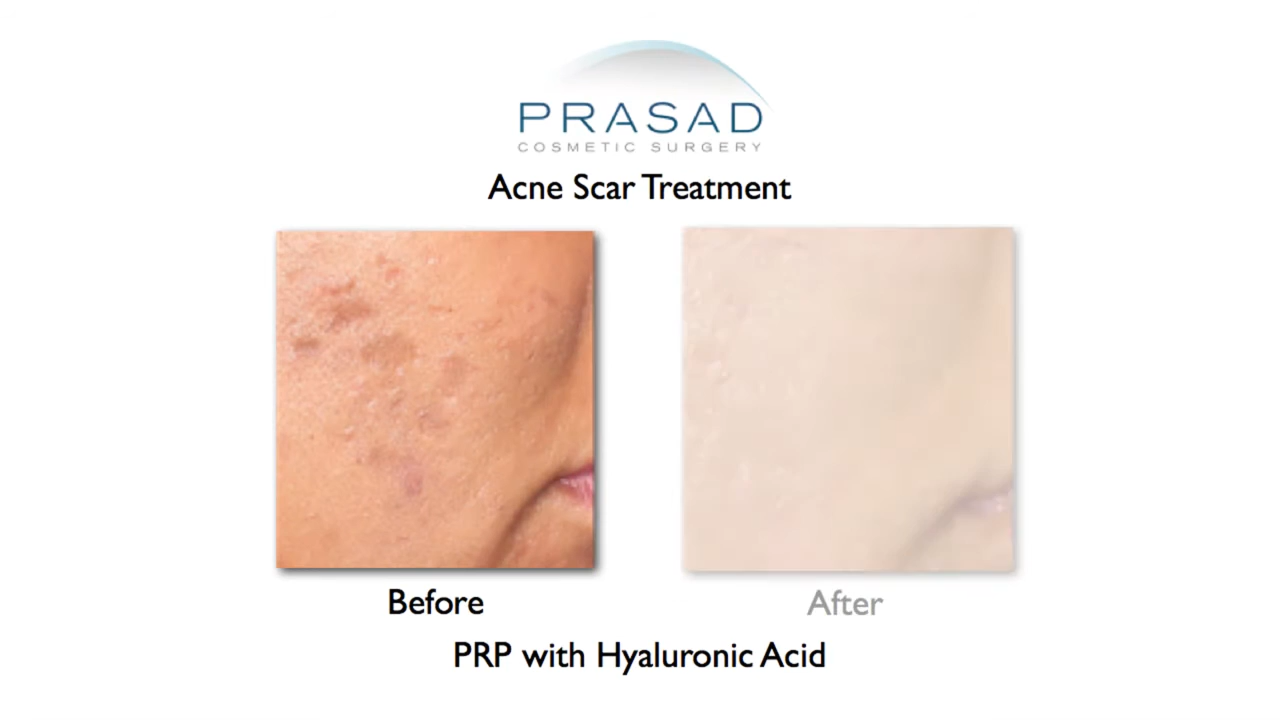 PRASAD
COSMETIC SURGERY
Acne Scar Treatment
Before
After
PRP with Hyaluronic Acid